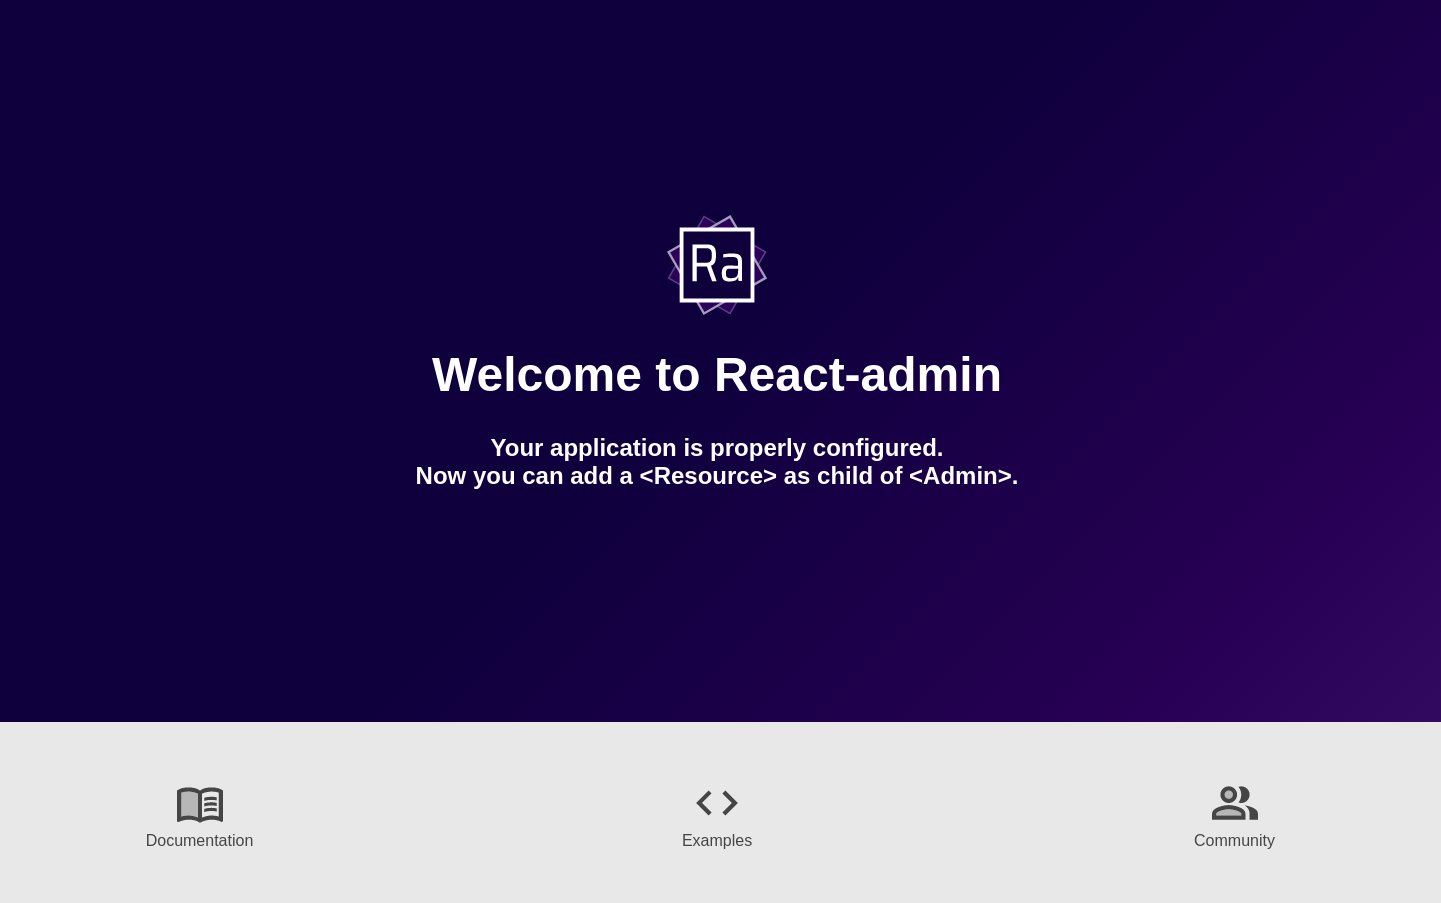 Ra
Welcome to React-admin
Your application is properly configured.
Now you can add a <Resource> as child of <Admin>.
Documentation
Examples
Community